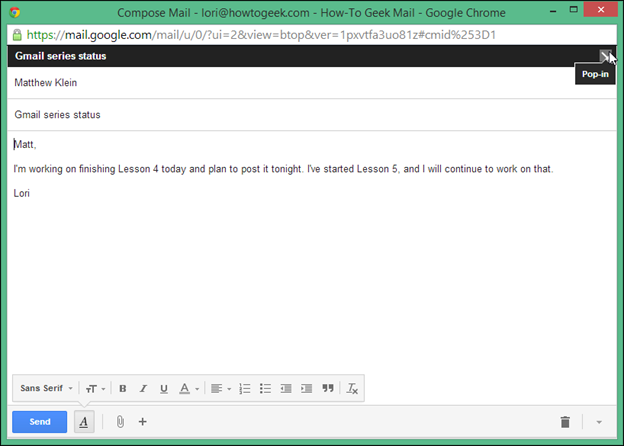 Compose Mail - lori@howtogeek.com - How-To Geek Mail - Google Chrome
https://mail.google.com/mail/u/0/?ui=2&view=btop&ver=1pxvtfa3uo81z#cmid%253D1
Gmail series status
Pop-in
Matthew Klein
Gmail series status
Matt,
I'm working on finishing Lesson 4 today and plan to post it tonight. I've started Lesson 5, and I will continue to work on that.
Lori
Sans Serif TT B I U A
Send A